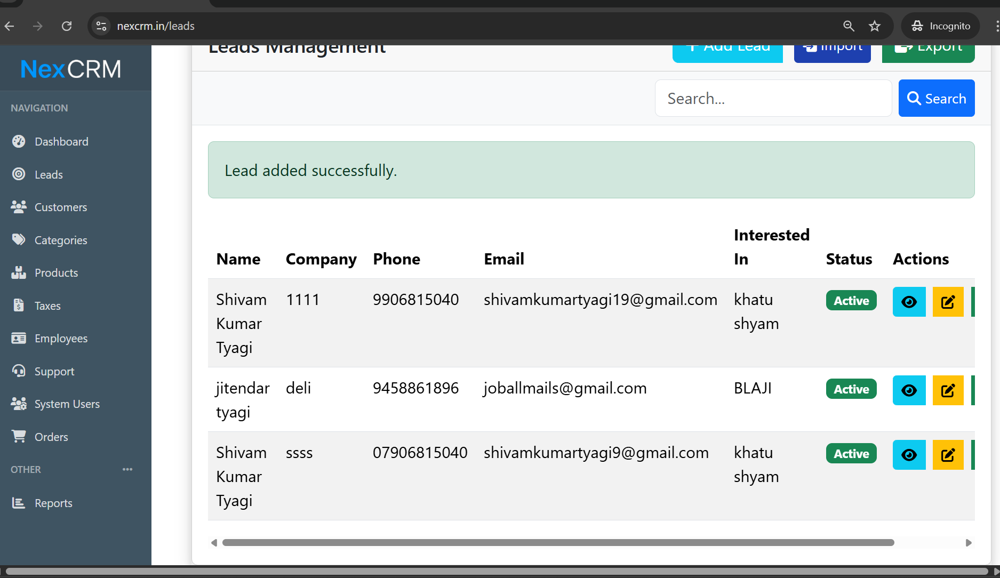 nexcrm.in/leads
Incognito
NexCRM
NAVIGATION
Dashboard
Leads
Customers
Categories
Products
Taxes
Employees
Support
System Users
Orders
OTHER
Reports
Leads Management
+ Add Lead
Import
Export
Search...
Search
Lead added successfully.
Name Company Phone Email Interested In Status Actions
Shivam Kumar Tyagi 1111 9906815040 shivamkumartyagi19@gmail.com khatu shyam Active
jitendar tyagi deli 9458861896 joballmails@gmail.com BLAJI Active
Shivam Kumar Tyagi ssss 07906815040 shivamkumartyagi9@gmail.com khatu shyam Active